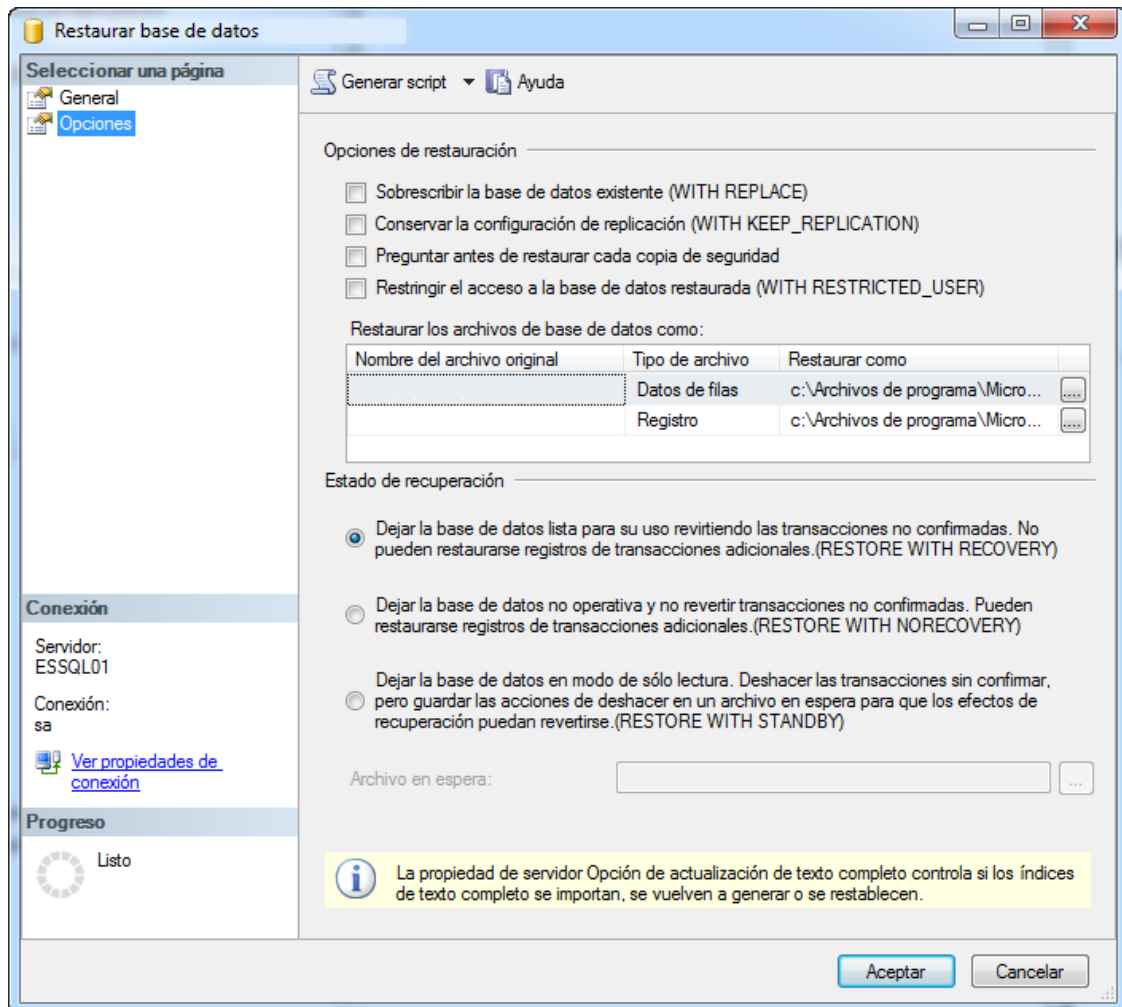 Restaurar base de datos
Seleccionar una página
General
Opciones
Generar script
Ayuda
Opciones de restauración
Sobrescribir la base de datos existente (WITH REPLACE)
Conservar la configuración de replicación (WITH KEEP_REPLICATION)
Preguntar antes de restaurar cada copia de seguridad
Restringir el acceso a la base de datos restaurada (WITH RESTRICTED_USER)
Restaurar los archivos de base de datos como:
Nombre del archivo original Tipo de archivo Restaurar como
Datos de filas c:\Archivos de programa\Micro... ....
Registro c:\Archivos de programa\Micro... ....
Estado de recuperación
Dejar la base de datos lista para su uso revirtiendo las transacciones no confirmadas. No
pueden restaurarse registros de transacciones adicionales.(RESTORE WITH RECOVERY)
Dejar la base de datos no operativa y no revertir transacciones no confirmadas. Pueden
restaurarse registros de transacciones adicionales.(RESTORE WITH NORECOVERY)
Dejar la base de datos en modo de sólo lectura. Deshacer las transacciones sin confirmar,
pero guardar las acciones de deshacer en un archivo en espera para que los efectos de
recuperación puedan revertirse.(RESTORE WITH STANDBY)
Archivo en espera: ...
La propiedad de servidor Opción de actualización de texto completo controla si los índices
de texto completo se importan, se vuelven a generar o se restablecen.
Conexión
Servidor:
ESSQL01
Conexión:
sa
Ver propiedades de
conexión
Progreso
Listo
Aceptar
Cancelar